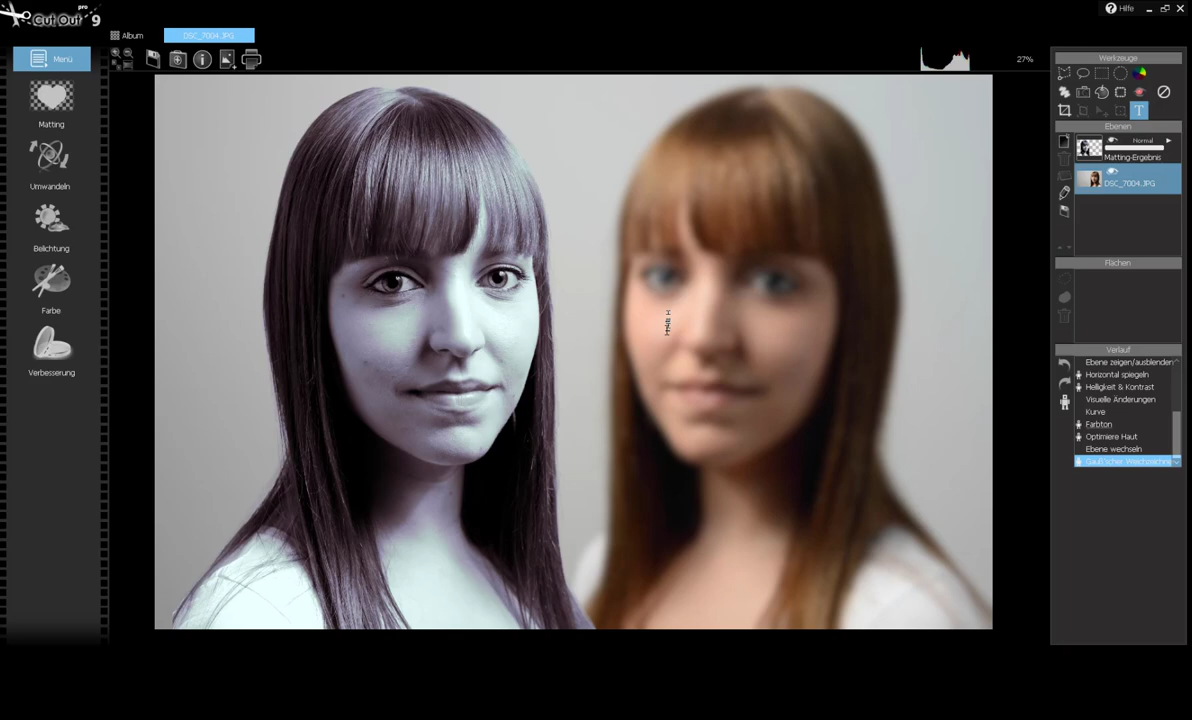 Cut Out pro 9
Hilfe
Album
DSC_7004.JPG
Menü
27%
Werkzeuge
Matting
T
Ebenen
Normal
Matting-Ergebnis
Umwandeln
DSC_7004.JPG
Belichtung
Flächen
Farbe
Verlauf
Ebene zeigen/ausblenden
Horizontal spiegeln
Verbesserung
Helligkeit & Kontrast
Visuelle Änderungen
Kurve
Farbton
Optimiere Haut
Ebene wechseln